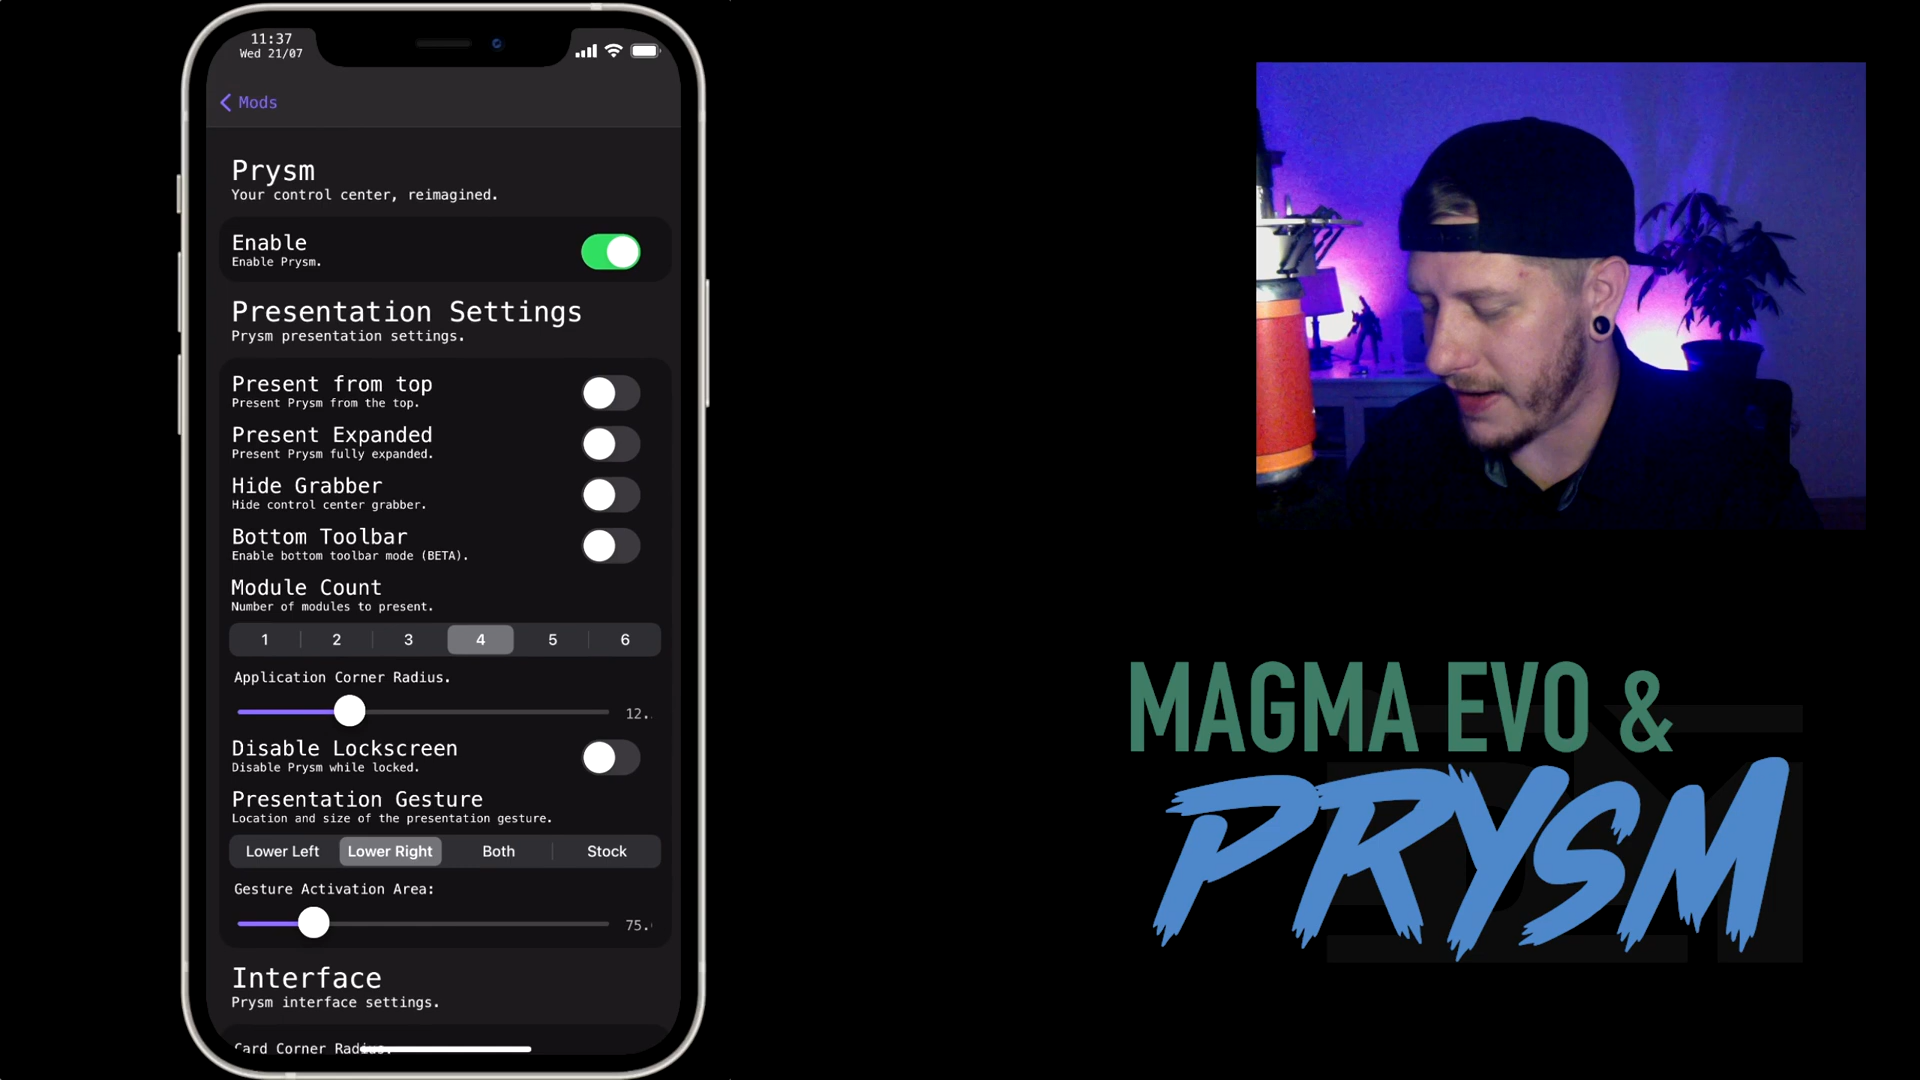 11:37
Wed 21/07
Mods
Prysm
Your control center, reimagined.
Enable
Enable Prysm.
Presentation Settings
Prysm presentation settings.
Present from top
Present Prysm from the top.
Present Expanded
Present Prysm fully expanded.
Hide Grabber
Hide control center grabber.
Bottom Toolbar
Enable bottom toolbar mode (BETA).
Module Count
Number of modules to present.
1 2 3 4 5 6
Application Corner Radius.
12.
Disable Lockscreen
Disable Prysm while locked.
Presentation Gesture
Location and size of the presentation gesture.
Lower Left Lower Right Both Stock
Gesture Activation Area:
75.
Interface
Prysm interface settings.
Card Corner Radius.
MAGMA EVO &
PRYSM